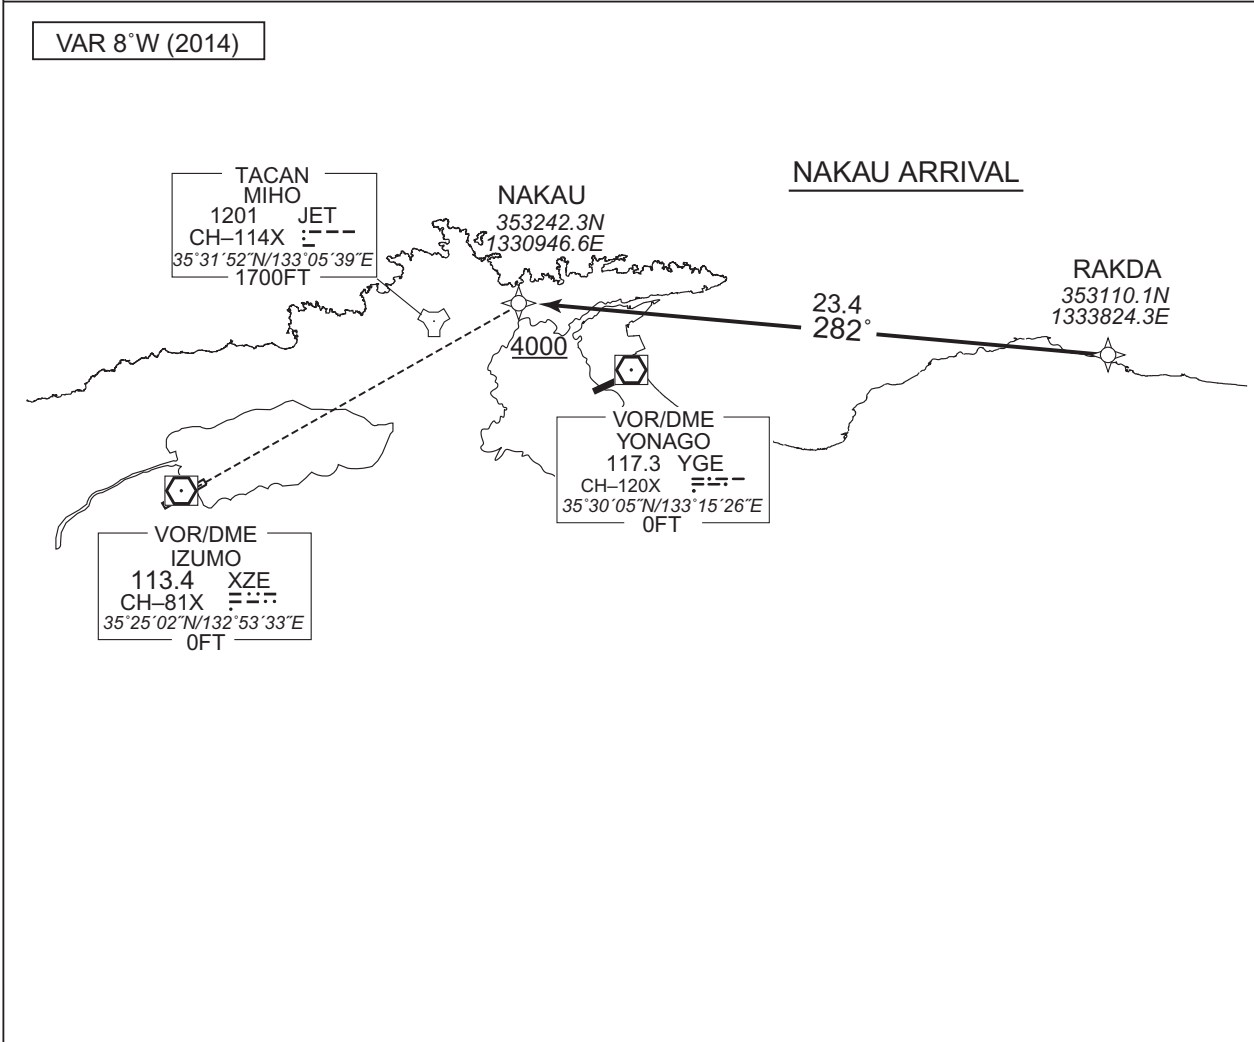 VAR 8°W (2014)
NAKAU ARRIVAL
TACAN
MIHO
1201 JET
CH–114X
35°31´52˝N/133°05´39˝E
1700FT
NAKAU
353242.3N
1330946.6E
4000
RAKDA
353110.1N
1333824.3E
23.4
282°
VOR/DME
YONAGO
117.3 YGE
CH–120X
35°30´05˝N/133°15´26˝E
0FT
VOR/DME
IZUMO
113.4 XZE
CH–81X
35°25´02˝N/132°53´33˝E
0FT